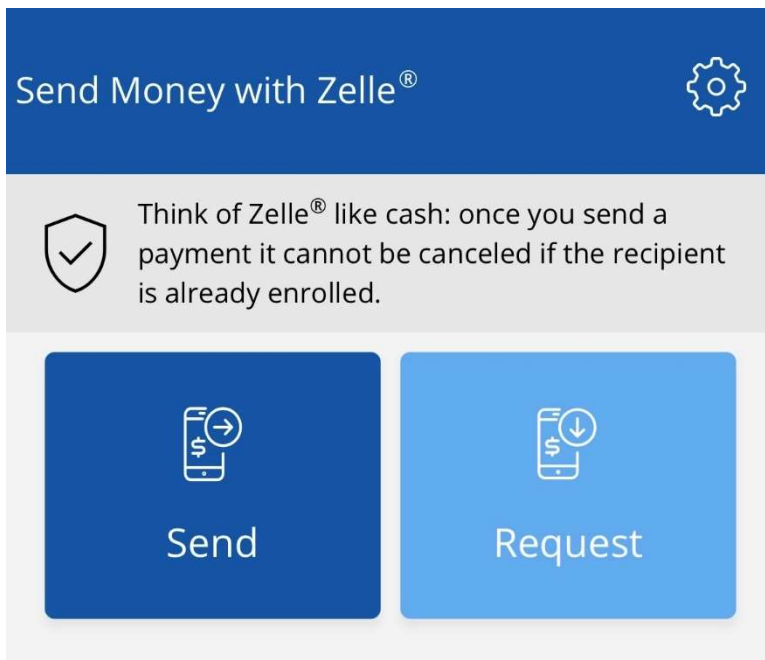 Send Money with Zelle®
Think of Zelle® like cash: once you send a
payment it cannot be canceled if the recipient
is already enrolled.
$
$
Send
Request